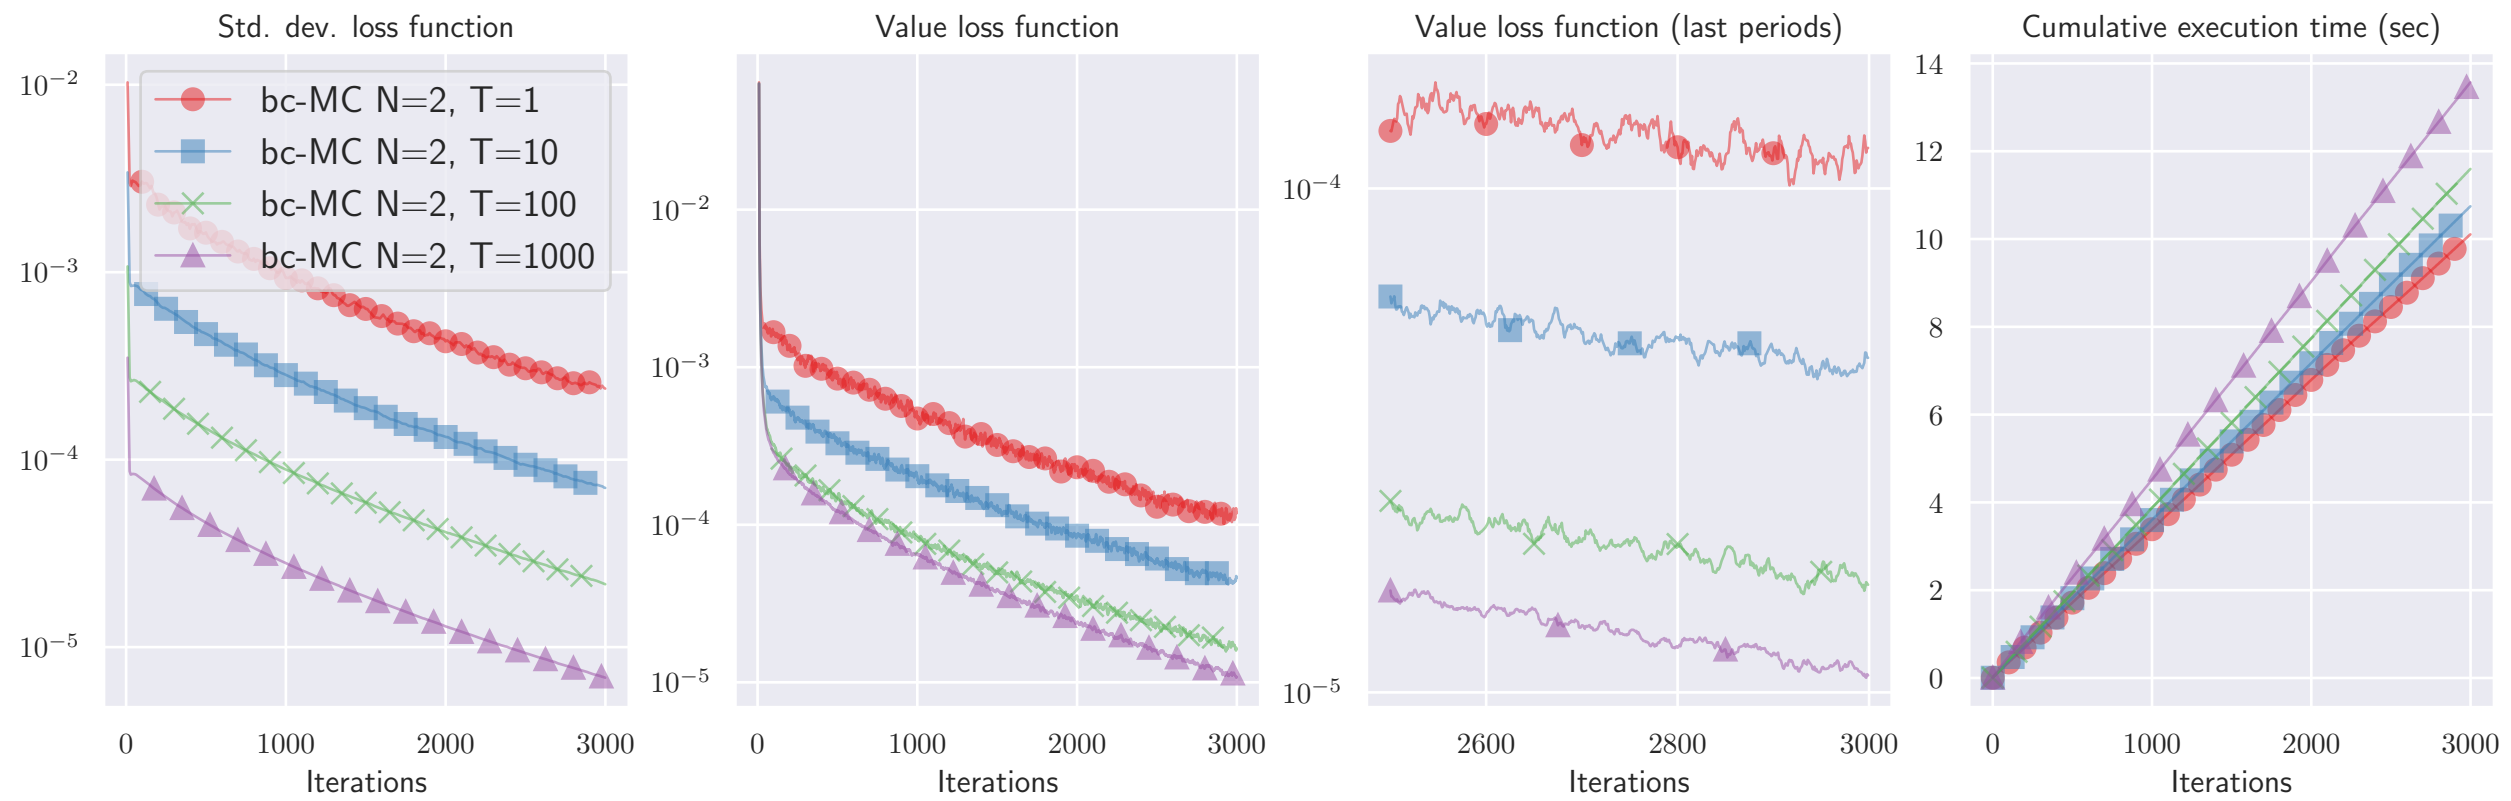 Std. dev. loss function
10⁻²
10⁻³
10⁻⁴
10⁻⁵
bc-MC N=2, T=1
bc-MC N=2, T=10
bc-MC N=2, T=100
bc-MC N=2, T=1000
0 1000 2000 3000
Iterations
Value loss function
10⁻²
10⁻³
10⁻⁴
10⁻⁵
0 1000 2000 3000
Iterations
Value loss function (last periods)
10⁻⁴
10⁻⁵
2600 2800 3000
Iterations
Cumulative execution time (sec)
14
12
10
8
6
4
2
0
0 1000 2000 3000
Iterations